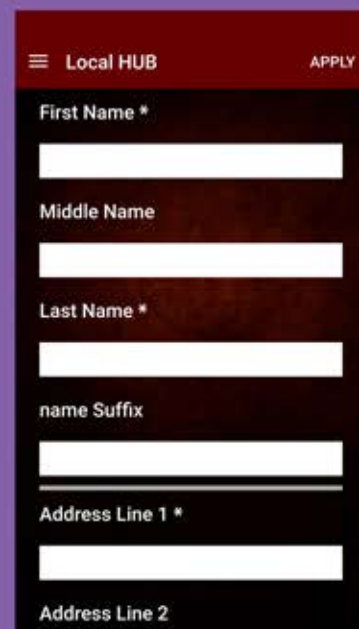 Local HUB APPLY
First Name *
Middle Name
Last Name *
name Suffix
Address Line 1 *
Address Line 2